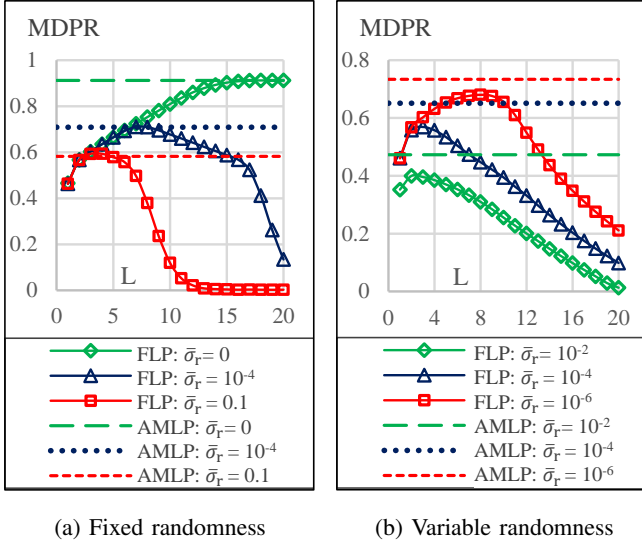 MDPR
1
0.8
0.6
0.4
0.2
0
0 5 10 15 20
L
FLP: σ̄r = 0
FLP: σ̄r = 10⁻⁴
FLP: σ̄r = 0.1
AMLP: σ̄r = 0
AMLP: σ̄r = 10⁻⁴
AMLP: σ̄r = 0.1
(a) Fixed randomness
MDPR
0.8
0.6
0.4
0.2
0
0 4 8 12 16 20
L
FLP: σ̄r = 10⁻²
FLP: σ̄r = 10⁻⁴
FLP: σ̄r = 10⁻⁶
AMLP: σ̄r = 10⁻²
AMLP: σ̄r = 10⁻⁴
AMLP: σ̄r = 10⁻⁶
(b) Variable randomness